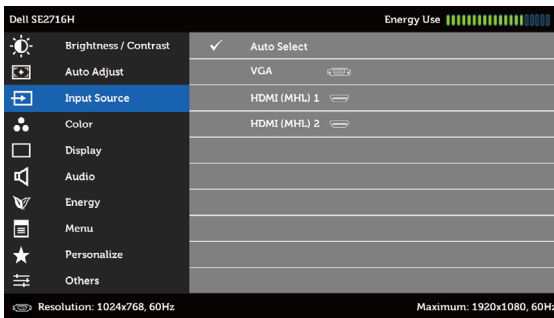 Dell SE2716H Energy Use
Brightness / Contrast Auto Select
Auto Adjust VGA
Input Source HDMI (MHL) 1
Color HDMI (MHL) 2
Display
Audio
Energy
Menu
Personalize
Others
Resolution: 1024x768, 60Hz Maximum: 1920x1080, 60Hz